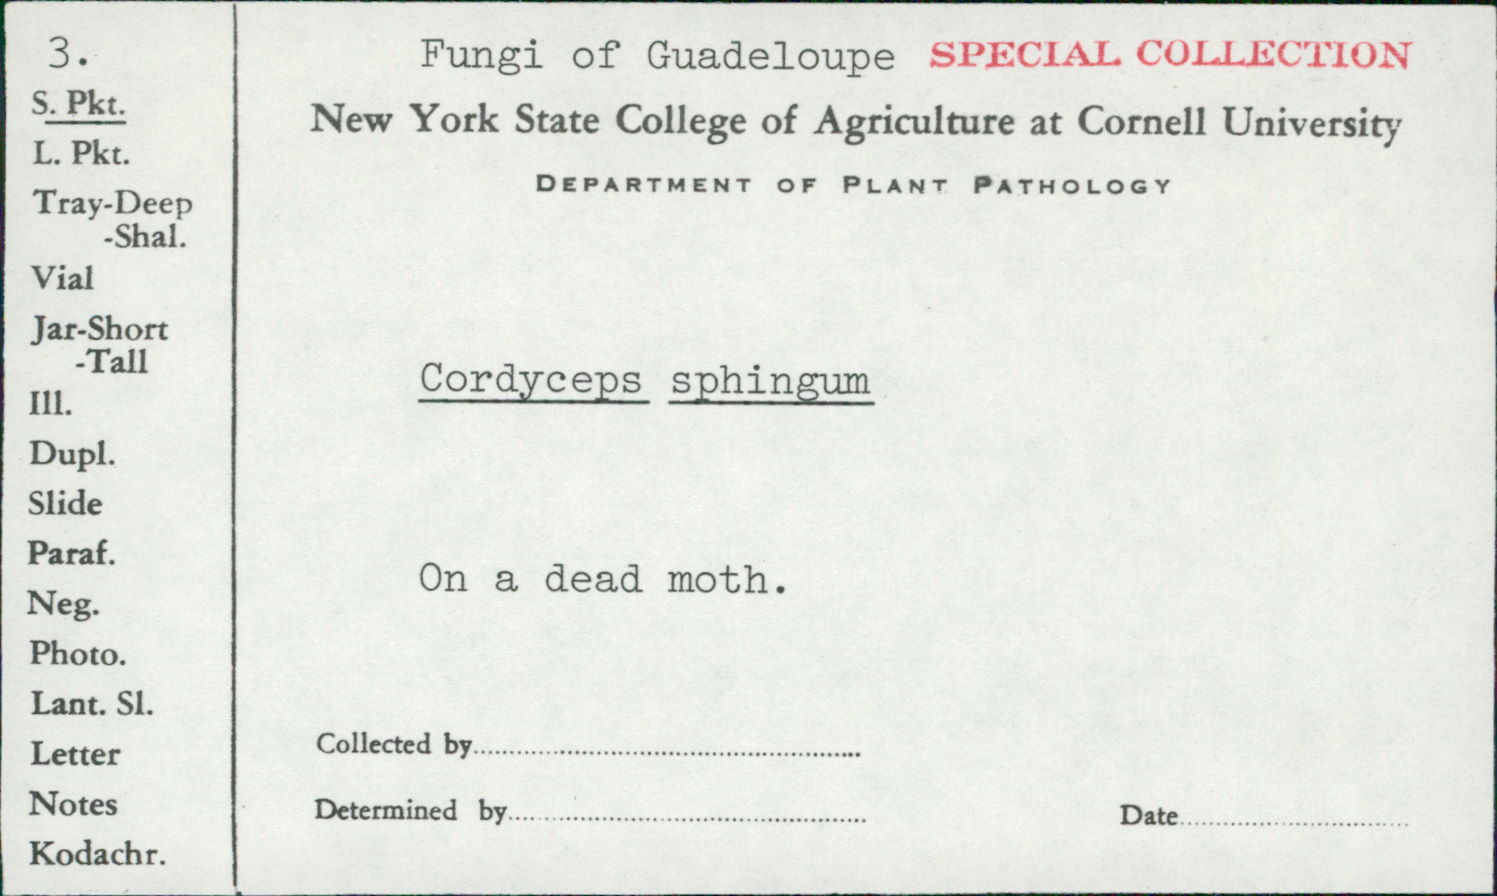 3.
S. Pkt.
L. Pkt.
Tray-Deep
-Shal.
Vial
Jar-Short
-Tall
Ill.
Dupl.
Slide
Paraf.
Neg.
Photo.
Lant. Sl.
Letter
Notes
Kodachr.
Fungi of Guadeloupe SPECIAL COLLECTION
New York State College of Agriculture at Cornell University
DEPARTMENT OF PLANT PATHOLOGY
Cordyceps sphingum
On a dead moth.
Collected by
Determined by
Date